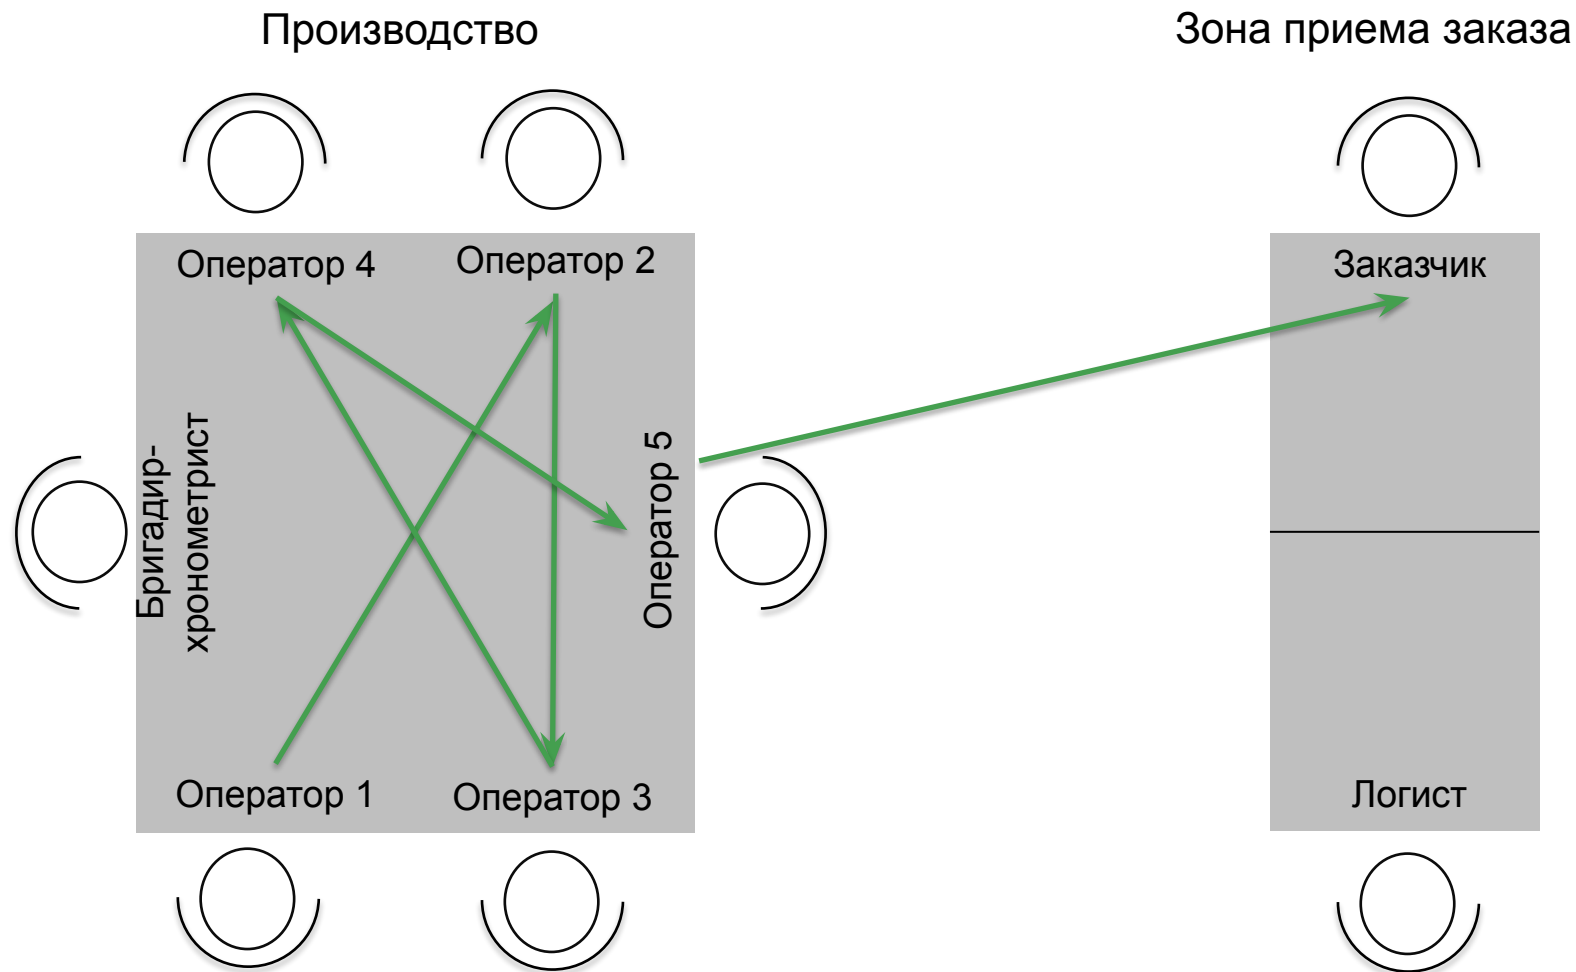 Производство
Зона приема заказа
Оператор 4
Оператор 2
Заказчик
Бригадир-
хронометрист
Оператор 5
Оператор 1
Оператор 3
Логист